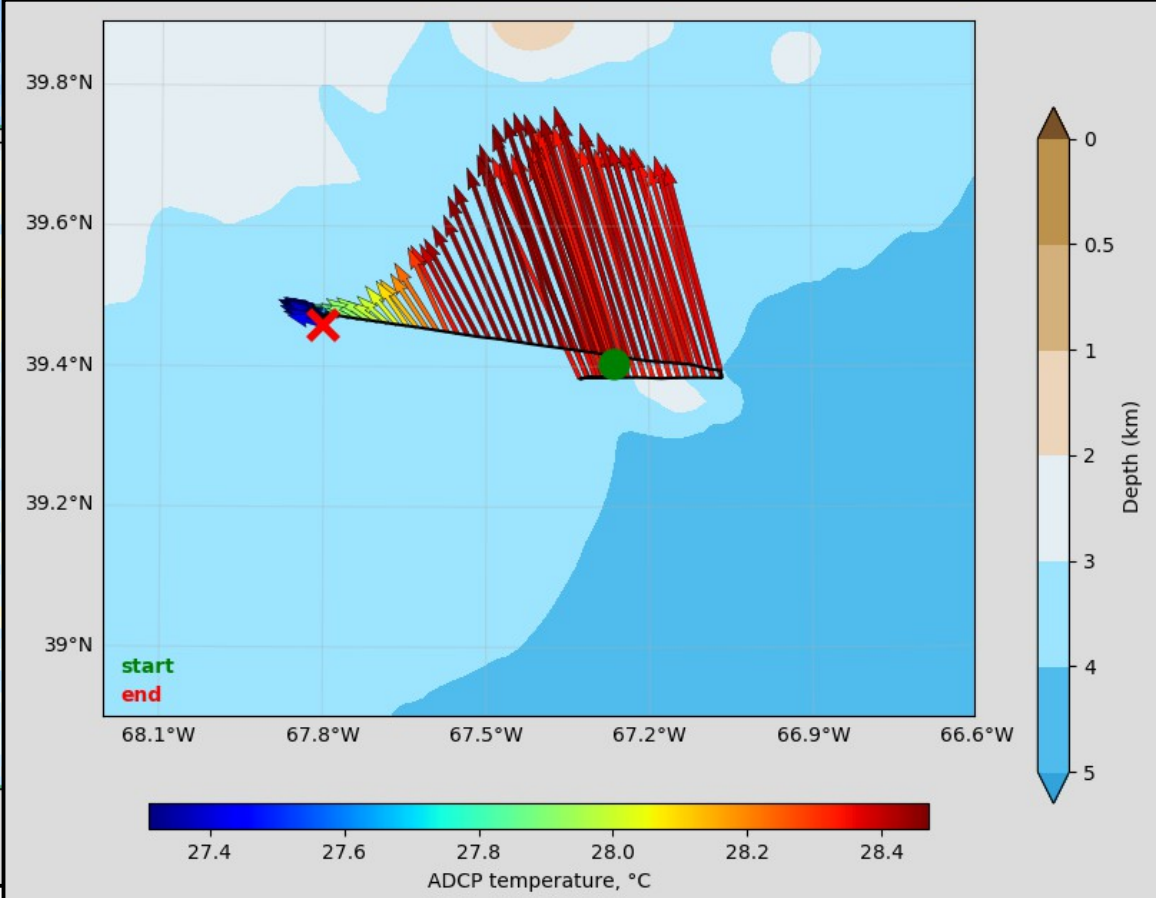 39.8°N
39.6°N
39.4°N
39.2°N
39°N
start
end
68.1°W 67.8°W 67.5°W 67.2°W 66.9°W 66.6°W
0
0.5
1
2
3
4
5
Depth (km)
27.4 27.6 27.8 28.0 28.2 28.4
ADCP temperature, °C